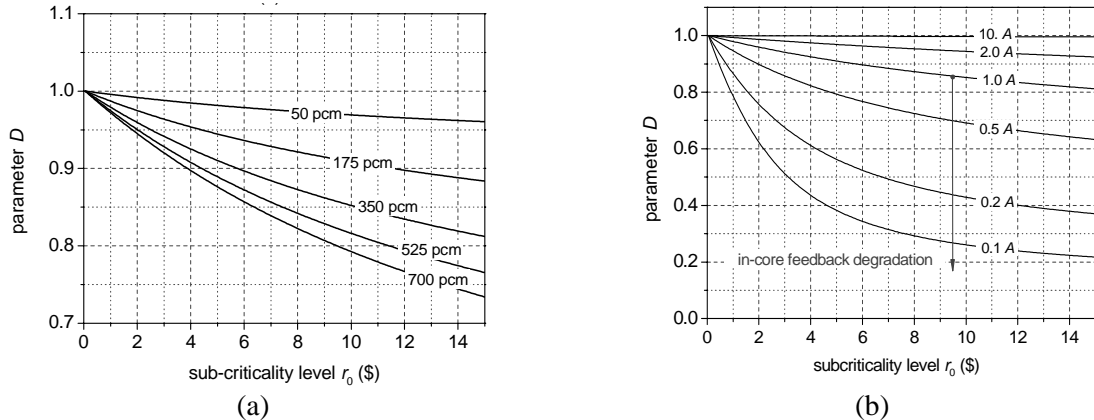 1.1
1.0
0.9
0.8
0.7
parameter D
50 pcm
175 pcm
350 pcm
525 pcm
700 pcm
0 2 4 6 8 10 12 14
sub-criticality level r0 ($)
(a)
1.0
0.8
0.6
0.4
0.2
0.0
parameter D
10. A
2.0 A
1.0 A
0.5 A
0.2 A
0.1 A
in-core feedback degradation
0 2 4 6 8 10 12 14
subcriticality level r0 ($)
(b)